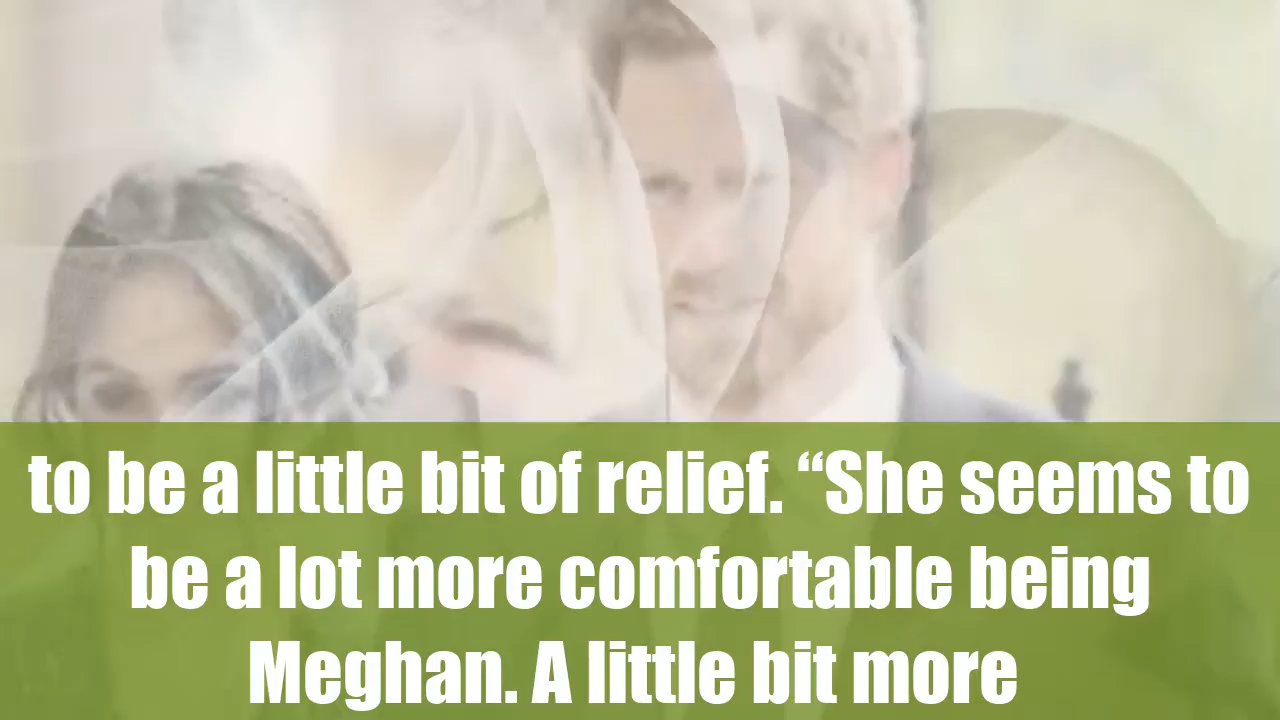 to be a little bit of relief. “She seems to
be a lot more comfortable being
Meghan. A little bit more